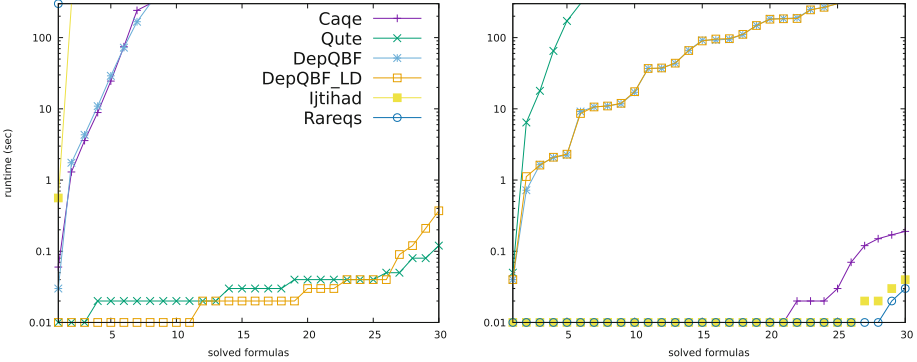 Caqe
Qute
DepQBF
DepQBF_LD
Ijtihad
Rareqs
runtime (sec)
100
10
1
0.1
0.01
5
10
15
20
25
30
solved formulas
100
10
1
0.1
0.01
5
10
15
20
25
30
solved formulas